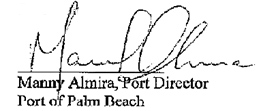 Manny Almira, Port Director
Port of Palm Beach